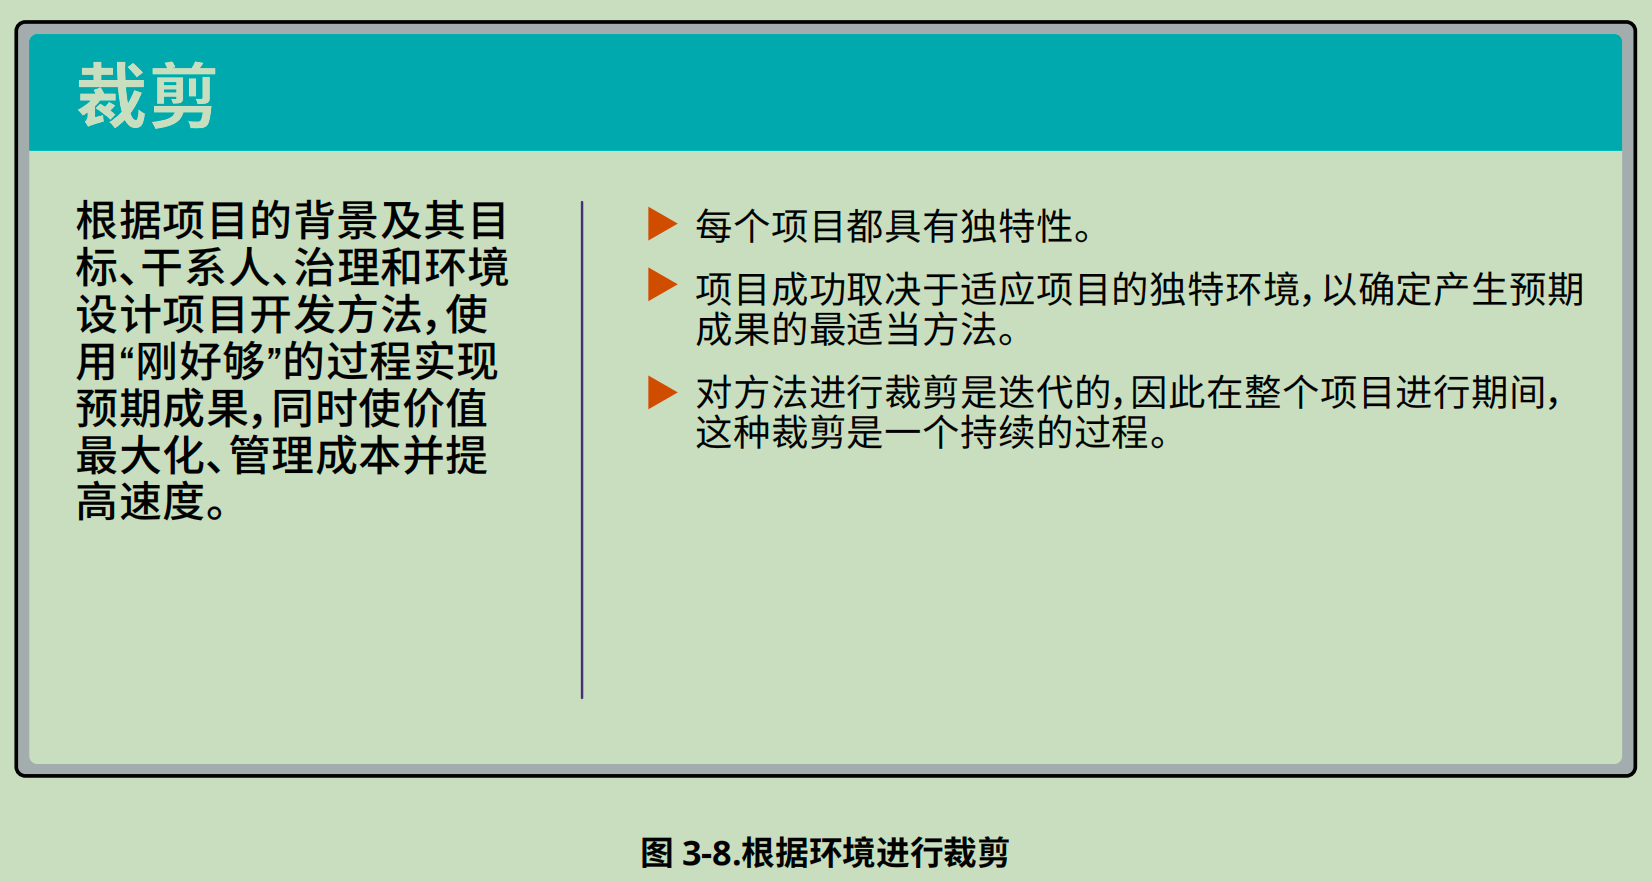 裁剪
根据项目的背景及其目
标、干系人、治理和环境
设计项目开发方法，使
用“刚好够”的过程实现
预期成果，同时使价值
最大化、管理成本并提
高速度。
每个项目都具有独特性。
项目成功取决于适应项目的独特环境，以确定产生预期
成果的最适当方法。
对方法进行裁剪是迭代的，因此在整个项目进行期间，
这种裁剪是一个持续的过程。
图 3-8.根据环境进行裁剪